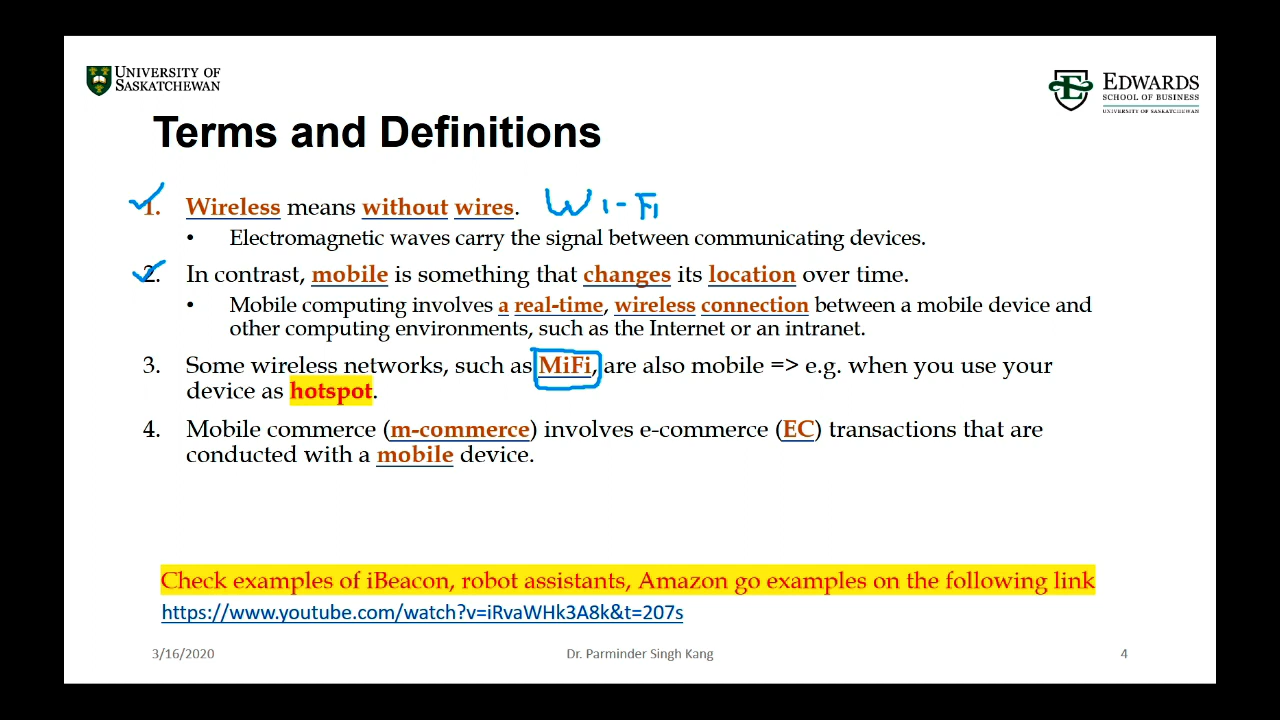 UNIVERSITY OF
SASKATCHEWAN
EDWARDS
SCHOOL OF BUSINESS
UNIVERSITY OF SASKATCHEWAN
Terms and Definitions
1. Wireless means without wires. Wi-Fi
• Electromagnetic waves carry the signal between communicating devices.
2. In contrast, mobile is something that changes its location over time.
• Mobile computing involves a real-time, wireless connection between a mobile device and
other computing environments, such as the Internet or an intranet.
3. Some wireless networks, such as MiFi, are also mobile => e.g. when you use your
device as hotspot.
4. Mobile commerce (m-commerce) involves e-commerce (EC) transactions that are
conducted with a mobile device.
Check examples of iBeacon, robot assistants, Amazon go examples on the following link
https://www.youtube.com/watch?v=iRvaWHk3A8k&t=207s
3/16/2020 Dr. Parminder Singh Kang 4